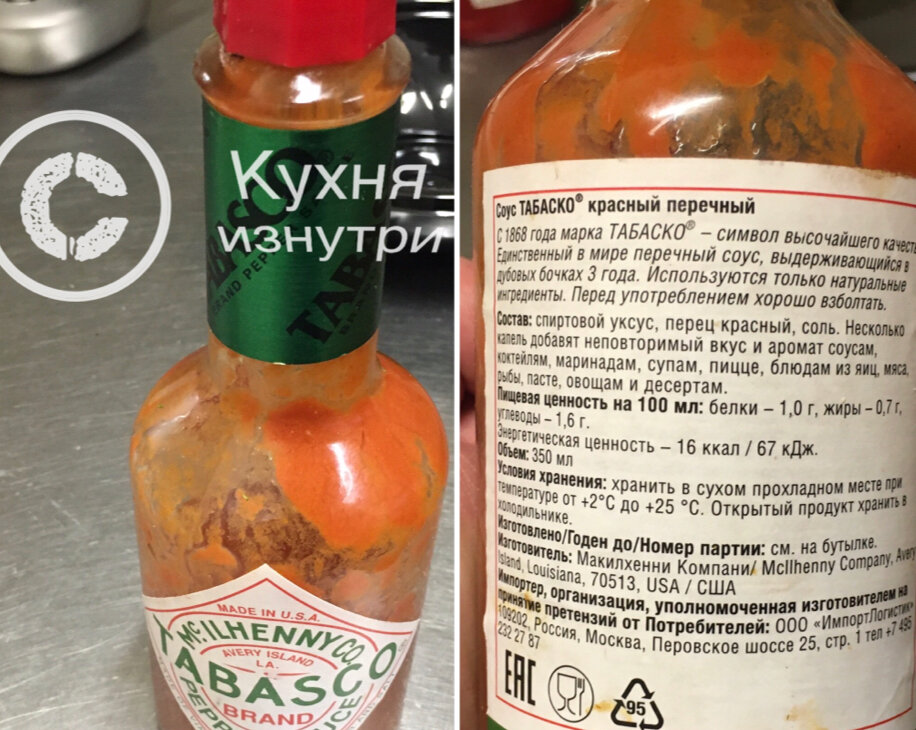 Кухня
изнутри
TABASCO
BRAND PEP
TAB
MADE IN U.S.A.
McILHENNY CO.
AVERY ISLAND
LA.
TABASCO
BRAND
PEPP
UCE
Соус ТАБАСКО® красный перечный
С 1868 года марка ТАБАСКО® – символ высочайшего качест
Единственный в мире перечный соус, выдерживающийся в
дубовых бочках 3 года. Используются только натуральные
ингредиенты. Перед употреблением хорошо взболтать.
Состав: спиртовой уксус, перец красный, соль. Несколько
капель добавят неповторимый вкус и аромат соусам,
коктейлям, маринадам, супам, пицце, блюдам из яиц, мяса,
рыбы, пасте, овощам и десертам.
Пищевая ценность на 100 мл: белки – 1,0 г, жиры – 0,7 г,
углеводы – 1,6 г.
Энергетическая ценность – 16 ккал / 67 кДж.
Объем: 350 мл
Условия хранения: хранить в сухом прохладном месте при
температуре от +2°C до +25 °C. Открытый продукт хранить в
холодильнике.
Изготовлено/Годен до/Номер партии: см. на бутылке.
Изготовитель: Макилхенни Компани/ McIlhenny Company, Avery
Island, Louisiana, 70513, USA / США
Импортер, организация, уполномоченная изготовителем на
принятие претензий от Потребителей: ООО «ИмпортЛогистик»
109202, Россия, Москва, Перовское шоссе 25, стр. 1 тел +7 495
232 27 87
EAC
95